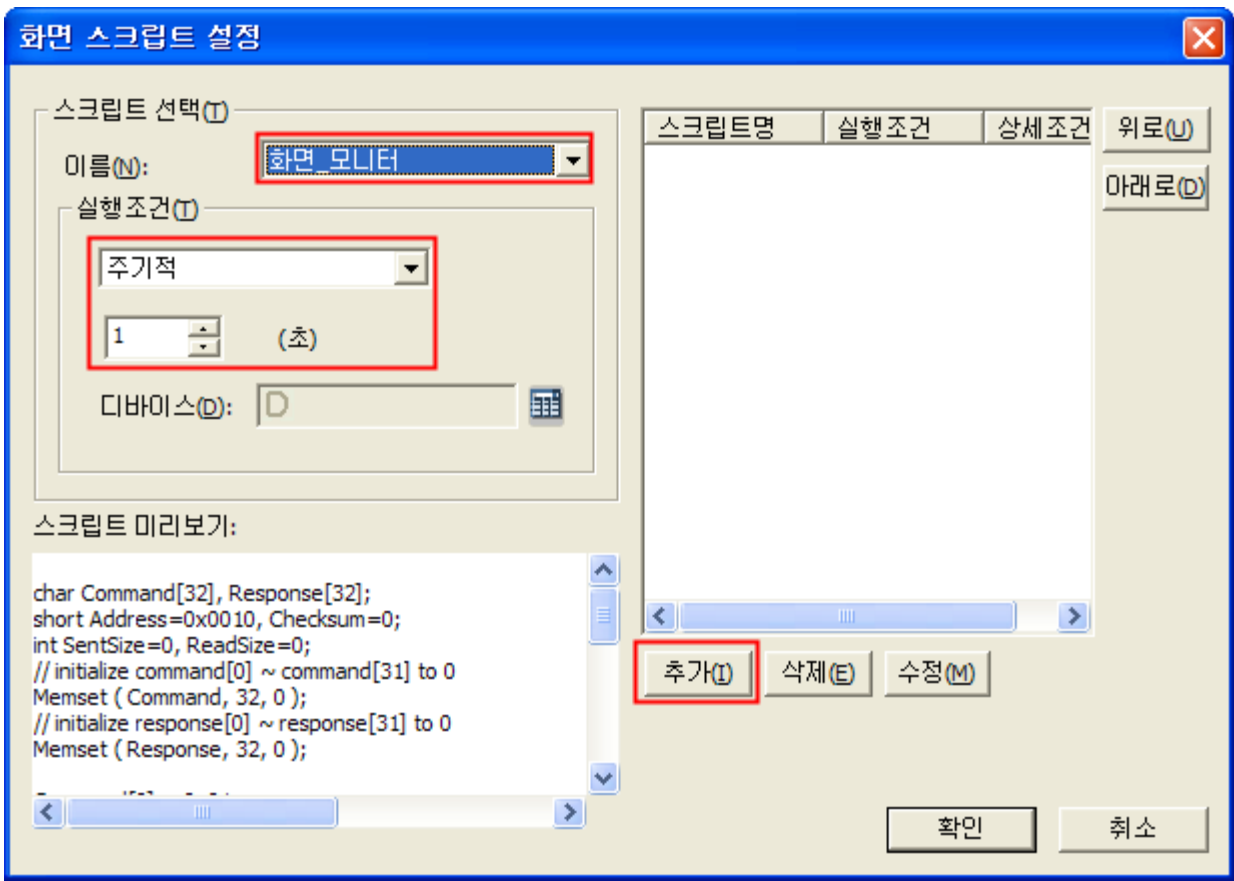 화면 스크립트 설정
스크립트 선택(T)
이름(N):
화면_모니터
실행조건(T)
주기적
1
(초)
디바이스(D):
D
스크립트 미리보기:
char Command[32], Response[32];
short Address=0x0010, Checksum=0;
int SentSize=0, ReadSize=0;
// initialize command[0] ~ command[31] to 0
Memset ( Command, 32, 0 );
// initialize response[0] ~ response[31] to 0
Memset ( Response, 32, 0 );
스크립트명 실행조건 상세조건
위로(U)
아래로(D)
추가(I) 삭제(E) 수정(M)
확인 취소